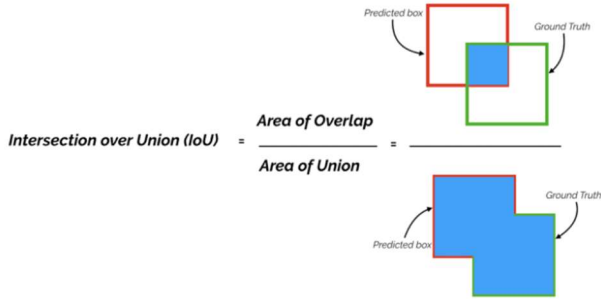 Predicted box
Ground Truth
Intersection over Union (IoU) = Area of Overlap =
Area of Union
Ground Truth
Predicted box